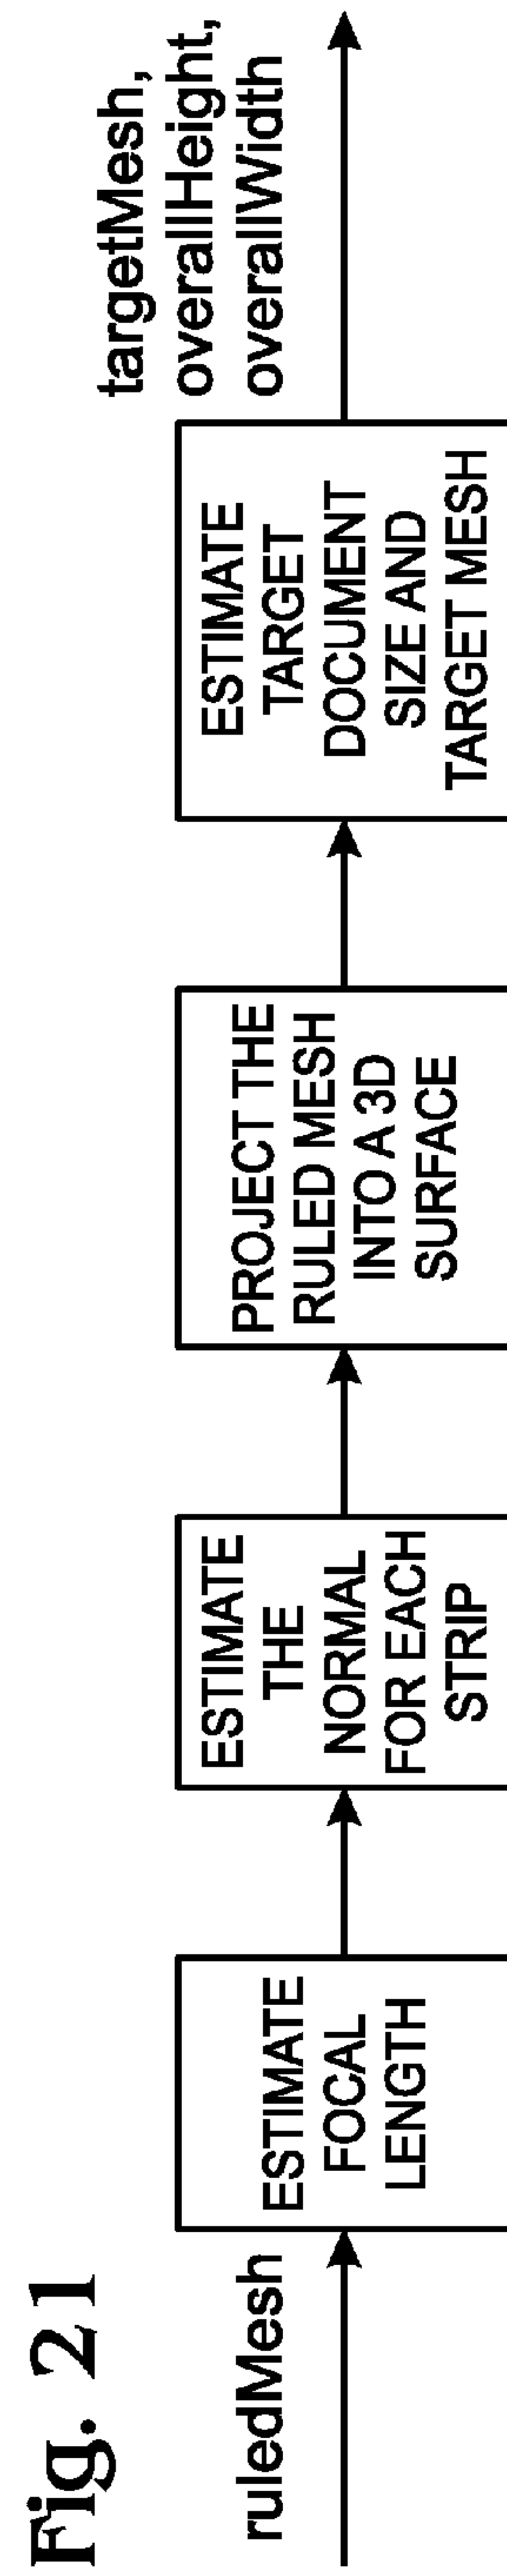 Fig. 21
ruledMesh
ESTIMATE
FOCAL
LENGTH
ESTIMATE
THE
NORMAL
FOR EACH
STRIP
PROJECT THE
RULED MESH
INTO A 3D
SURFACE
ESTIMATE
TARGET
DOCUMENT
SIZE AND
TARGET MESH
targetMesh,
overallHeight,
overallWidth